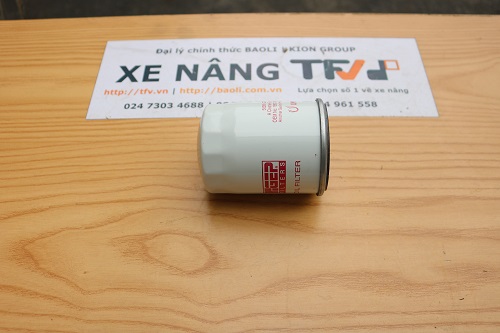 Đại lý chính thức BAOLI KION GROUP
XE NÂNG TFV
http://tfv.vn | http://baoli.com.vn Lựa chọn số 1 về xe nâng
024 7303 4688 961 558
FILTERS
FILTER